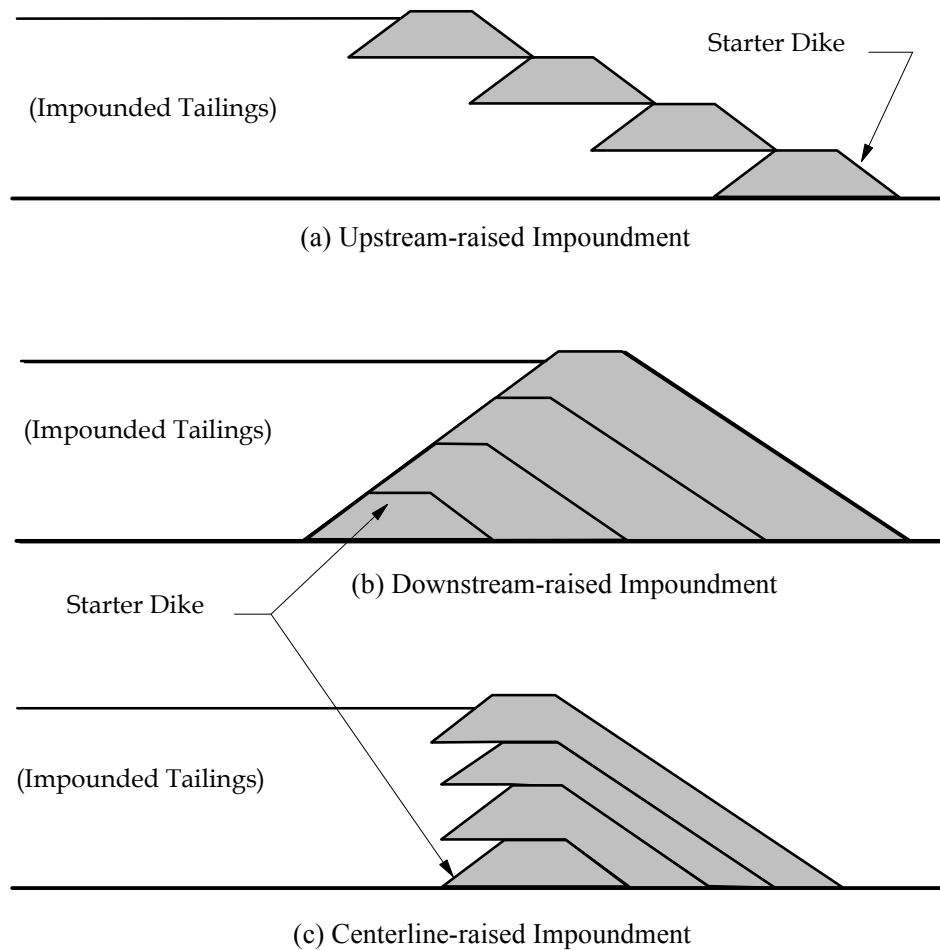 Starter Dike
(Impounded Tailings)
(a) Upstream-raised Impoundment
(Impounded Tailings)
(b) Downstream-raised Impoundment
Starter Dike
(Impounded Tailings)
(c) Centerline-raised Impoundment